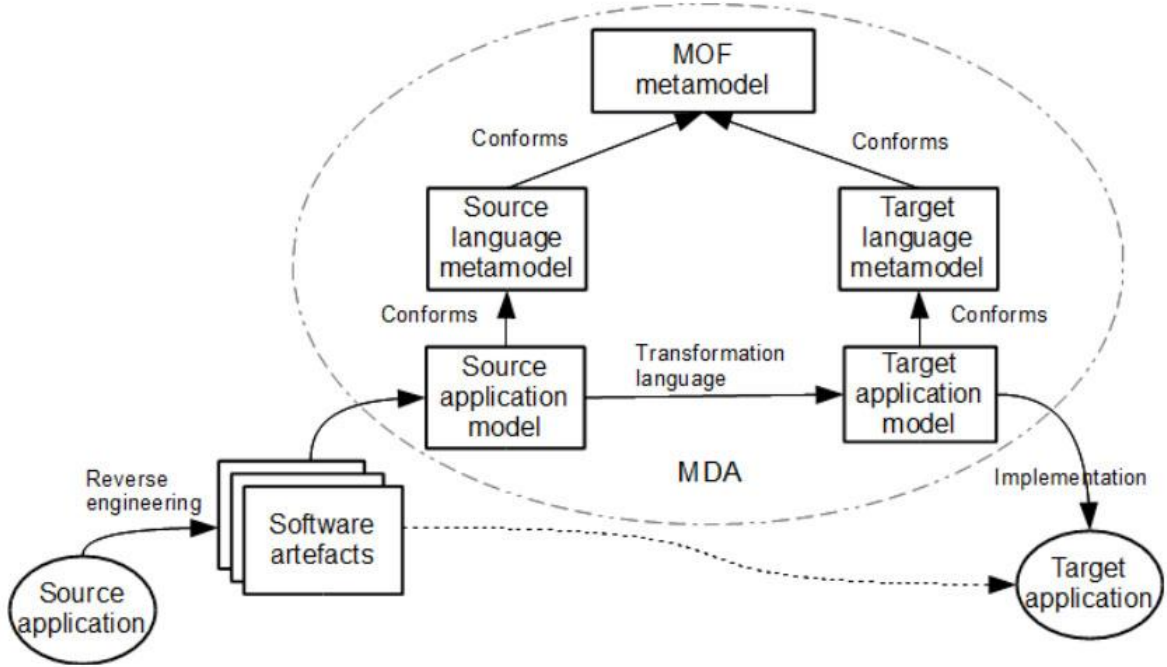 MOF
metamodel
Conforms
Conforms
Source
language
metamodel
Target
language
metamodel
Conforms
Conforms
Source
application
model
Transformation
language
Target
application
model
MDA
Reverse
engineering
Implementation
Software
artefacts
Source
application
Target
application